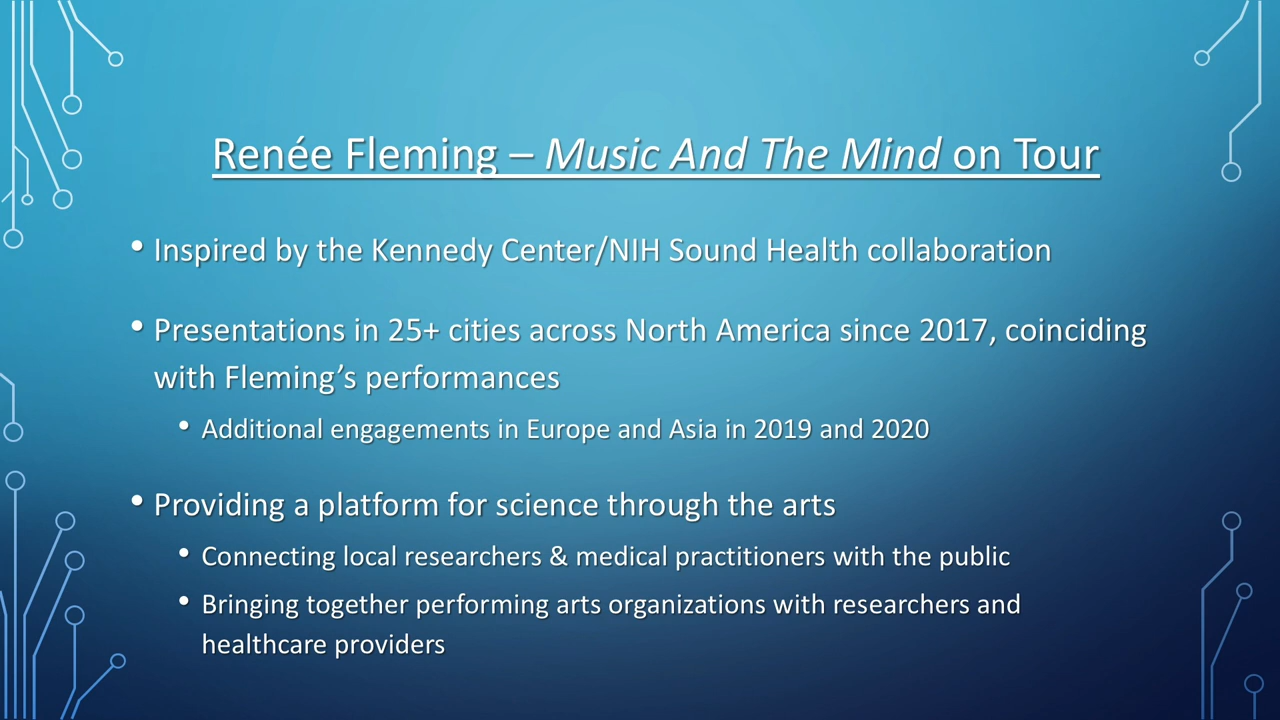 Renée Fleming – Music And The Mind on Tour
• Inspired by the Kennedy Center/NIH Sound Health collaboration
• Presentations in 25+ cities across North America since 2017, coinciding
with Fleming’s performances
• Additional engagements in Europe and Asia in 2019 and 2020
• Providing a platform for science through the arts
• Connecting local researchers & medical practitioners with the public
• Bringing together performing arts organizations with researchers and
healthcare providers